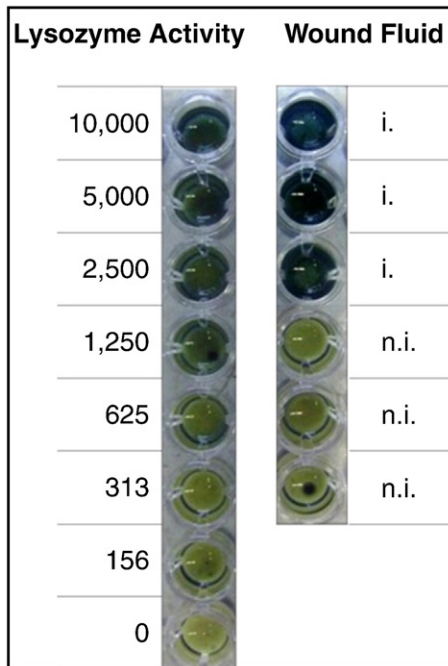 Lysozyme Activity Wound Fluid
10,000 i.
5,000 i.
2,500 i.
1,250 n.i.
625 n.i.
313 n.i.
156
0